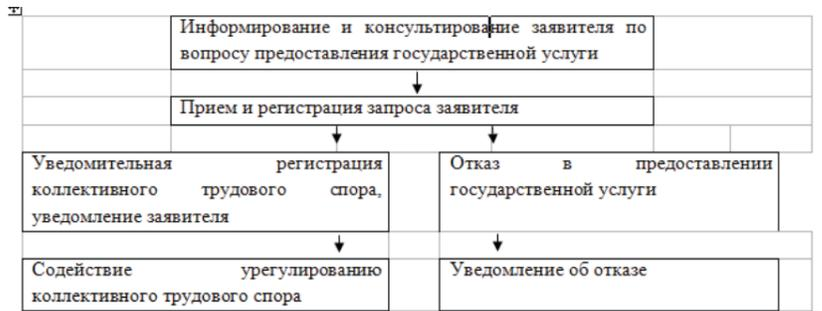 Информирование и консультирование заявителя по
вопросу предоставления государственной услуги
Прием и регистрация запроса заявителя
Уведомительная регистрация
коллективного трудового спора,
уведомление заявителя
Отказ в предоставлении
государственной услуги
Содействие урегулированию
коллективного трудового спора
Уведомление об отказе